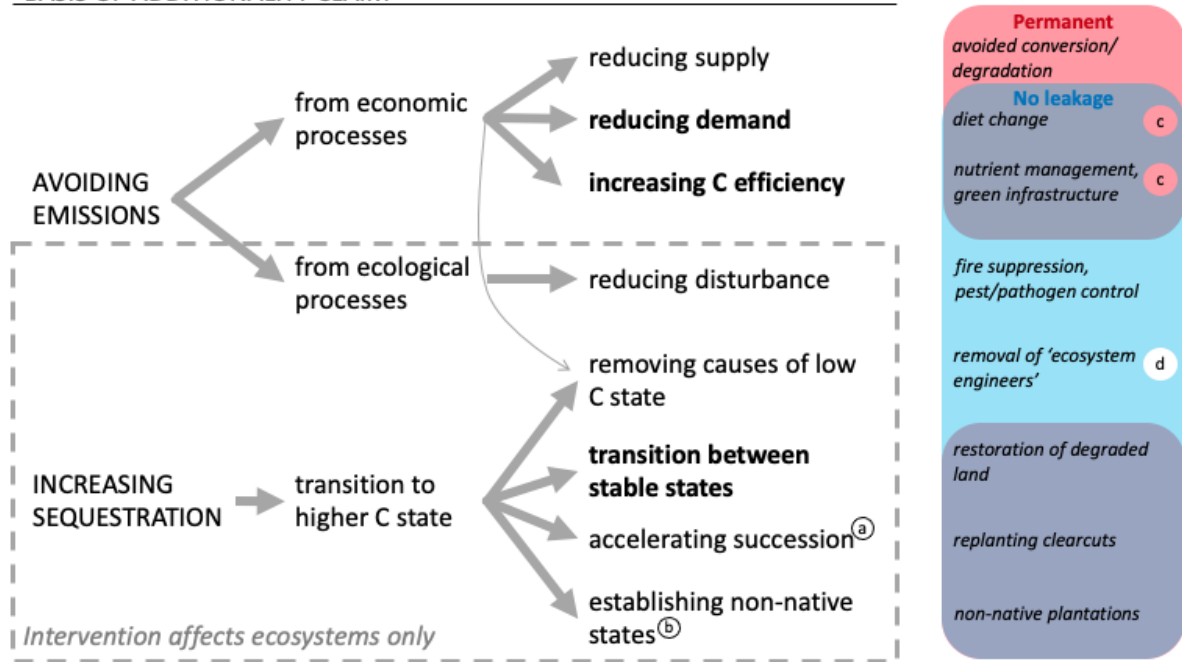 reducing supply
from economic
processes
reducing demand
increasing C efficiency
AVOIDING
EMISSIONS
from ecological
processes
reducing disturbance
removing causes of low
C state
transition between
stable states
INCREASING
SEQUESTRATION
transition to
higher C state
accelerating succession ⓐ
establishing non-native
states ⓑ
Intervention affects ecosystems only
Permanent
avoided conversion/
degradation
No leakage
diet change
c
nutrient management,
green infrastructure
c
fire suppression,
pest/pathogen control
removal of ‘ecosystem
engineers’
d
restoration of degraded
land
replanting clearcuts
non-native plantations